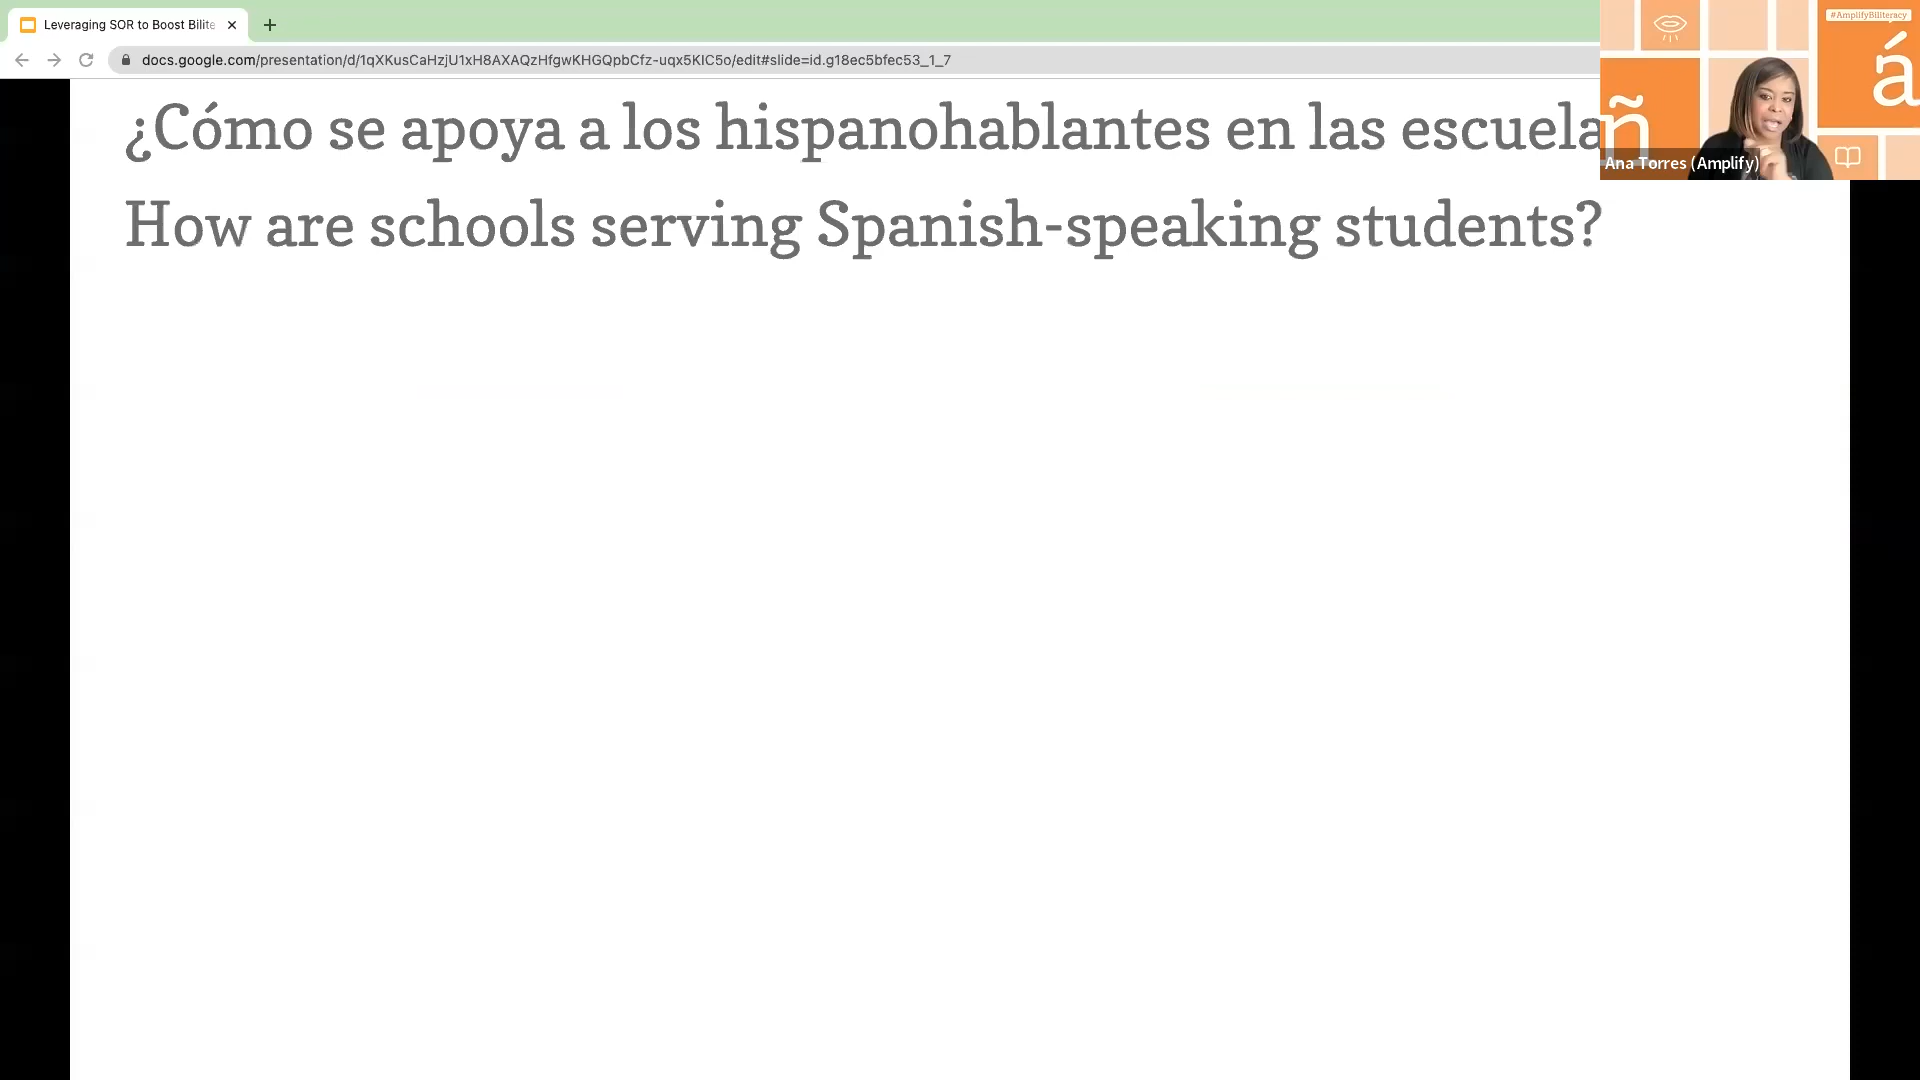 Leveraging SOR to Boost Bilite
docs.google.com/presentation/d/1qXKusCaHzjU1xH8AXAQzHfgwKHGQpbCfz-uqx5KIC5o/edit#slide=id.g18ec5bfec53_1_7
#AmplifyBiliteracy
á
ñ
Ana Torres (Amplify)
¿Cómo se apoya a los hispanohablantes en las escuela
How are schools serving Spanish-speaking students?